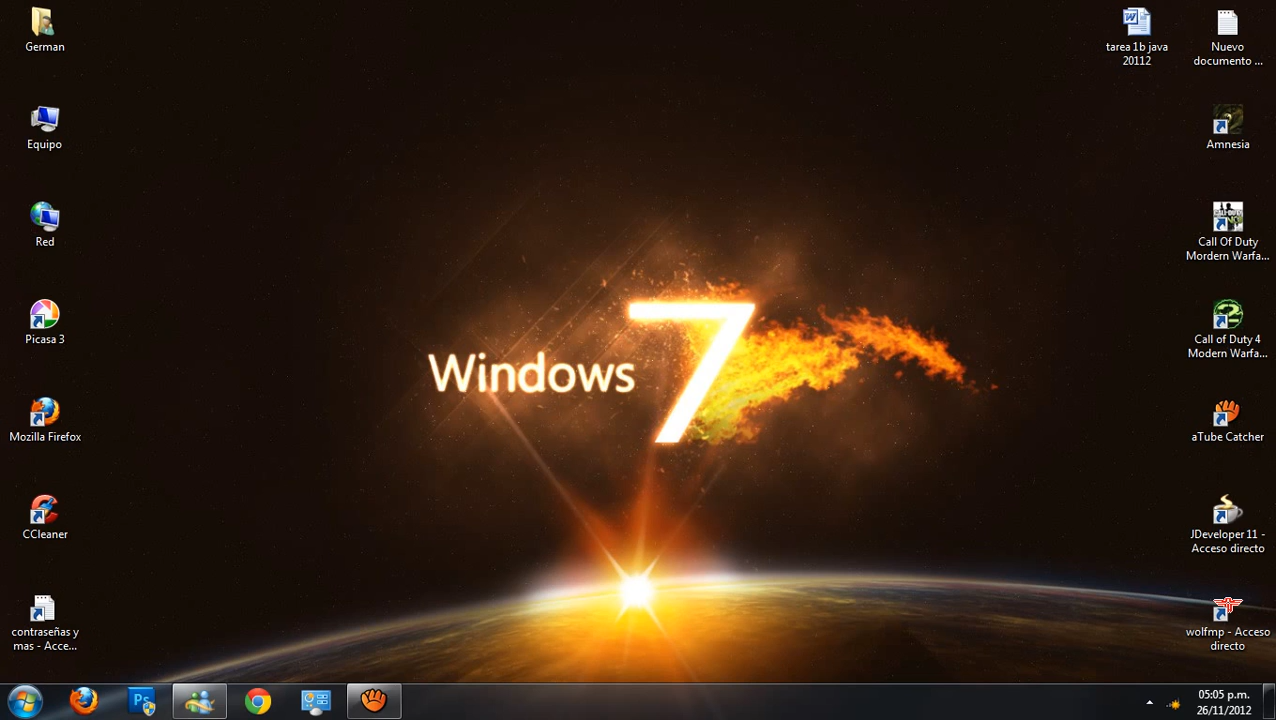 German
Equipo
Red
Picasa 3
Mozilla Firefox
CCleaner
contraseñas y
mas - Acce...
tarea 1b java
20112
Nuevo
documento ...
Amnesia
Call Of Duty
Mordern Warfa...
Call of Duty 4
Modern Warfa...
aTube Catcher
JDeveloper 11 -
Acceso directo
wolfmp - Acceso
directo
Windows 7
Ps
05:05 p.m.
26/11/2012